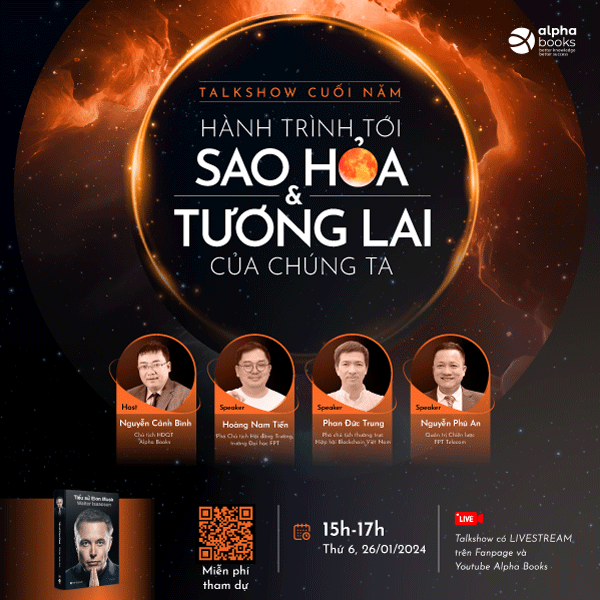 alpha
books
better knowledge
better success
TALKSHOW CUỐI NĂM
HÀNH TRÌNH TỚI
SAO HỎA
&
TƯƠNG LAI
CỦA CHÚNG TA
Host
Nguyễn Cảnh Bình
Chủ tịch HĐQT
Alpha Books
Speaker
Hoàng Nam Tiến
Phó Chủ tịch Hội đồng Trường,
trường Đại học FPT
Speaker
Phan Đức Trung
Phó chủ tịch thường trực
Hiệp hội Blockchain Việt Nam
Speaker
Nguyễn Phú An
Quản trị Chiến lược
FPT Telecom
Tiểu sử Elon Musk
Walter Isaacson
Miễn phí
tham dự
15h-17h
Thứ 6, 26/01/2024
LIVE
Talkshow có LIVESTREAM,
trên Fanpage và
Youtube Alpha Books